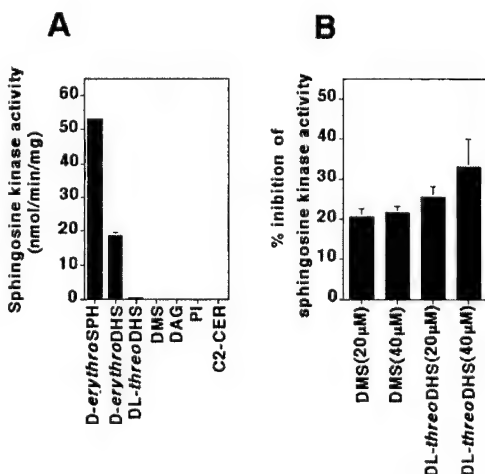 A
Sphingosine kinase activity
(nmol/min/mg)
60
50
40
30
20
10
0
D-erythroSPH
D-erythroDHS
DL-threoDHS
DMS
DAG
PI
C2-CER
B
% inibition of
sphingosine kinase activity
50
40
30
20
10
0
DMS(20µM)
DMS(40µM)
DL-threoDHS(20µM)
DL-threoDHS(40µM)